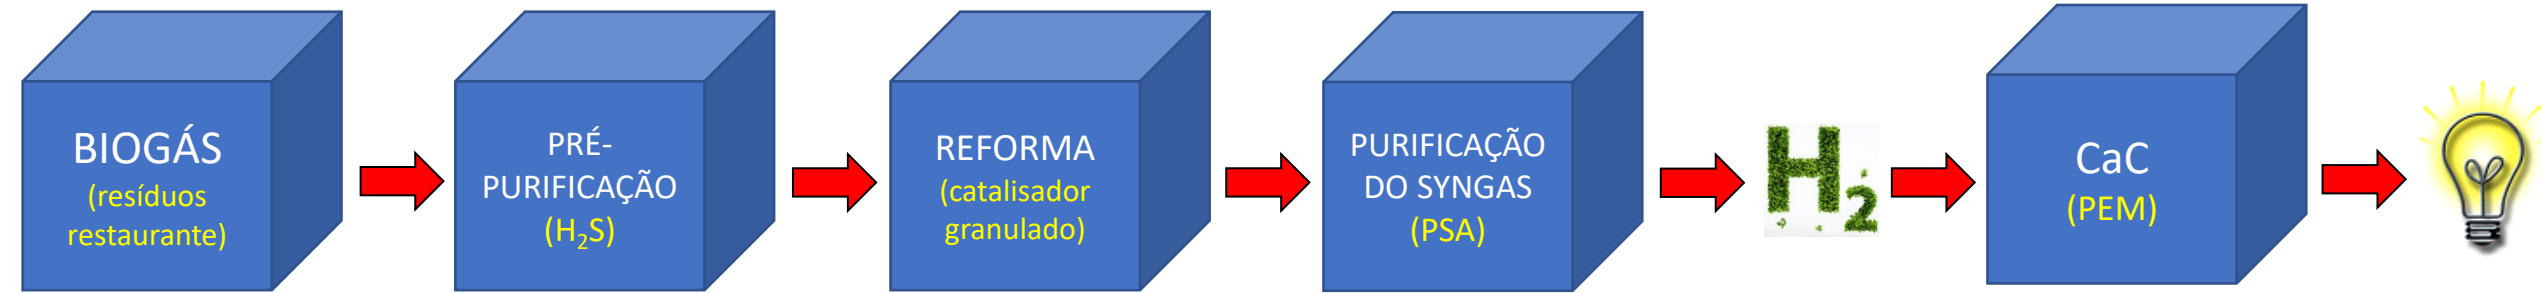 BIOGÁS
(resíduos
restaurante)
PRÉ-
PURIFICAÇÃO
(H₂S)
REFORMA
(catalisador
granulado)
PURIFICAÇÃO
DO SYNGAS
(PSA)
H₂
CaC
(PEM)